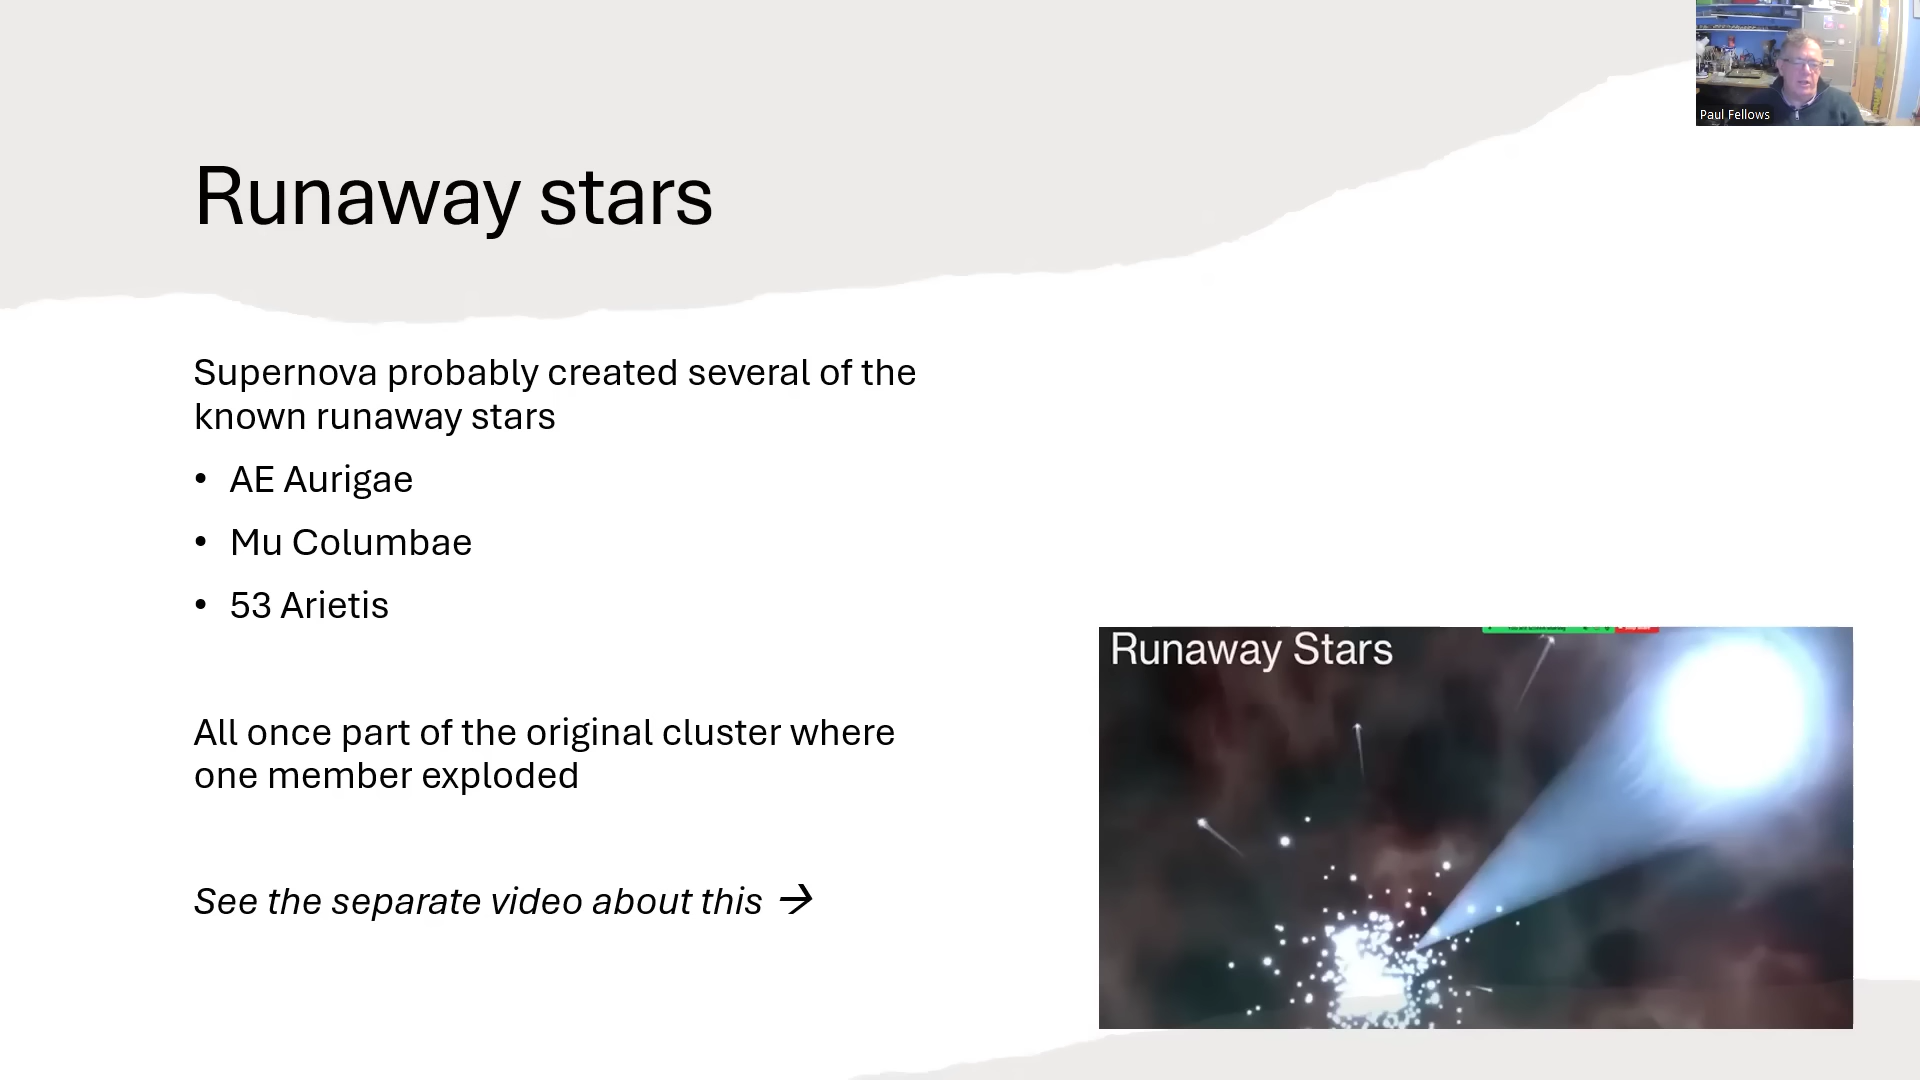 Paul Fellows
Runaway stars
Supernova probably created several of the
known runaway stars
• AE Aurigae
• Mu Columbae
• 53 Arietis
All once part of the original cluster where
one member exploded
See the separate video about this →
Runaway Stars